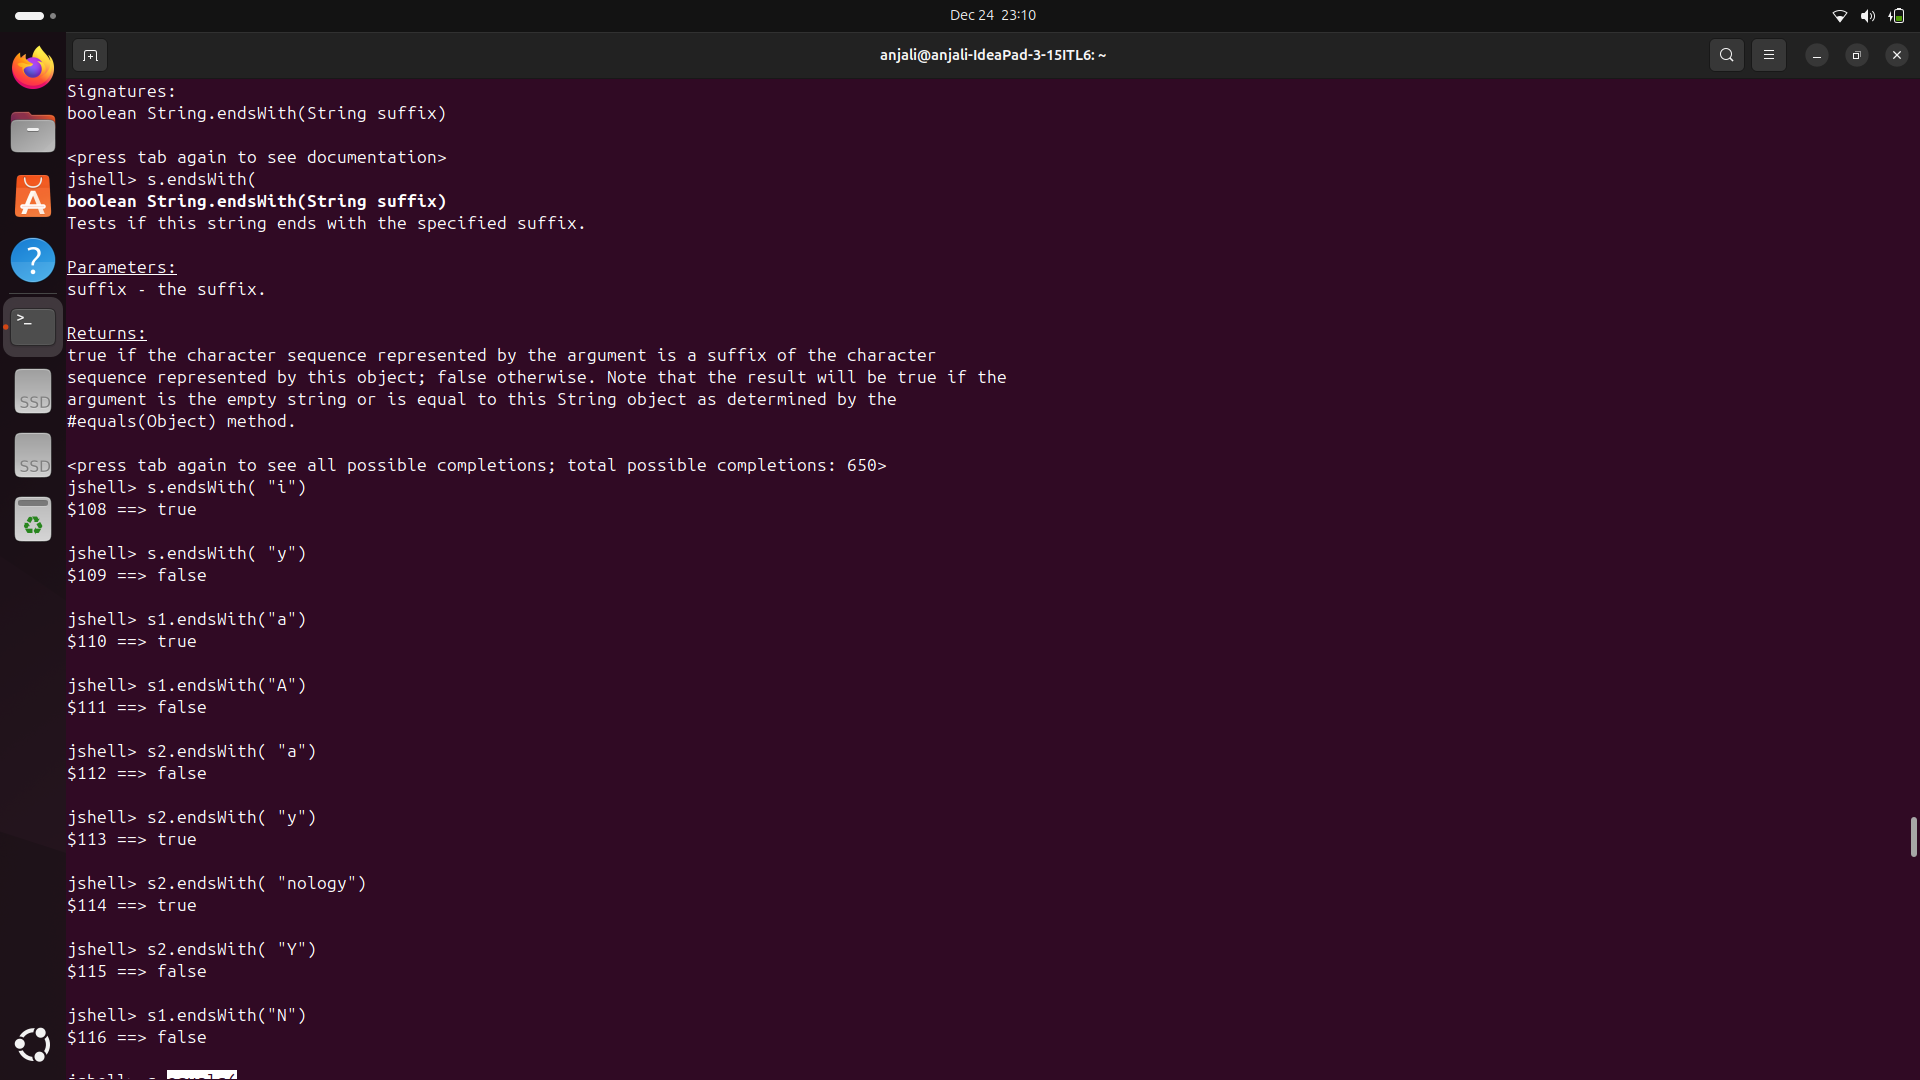 Dec 24 23:10
anjali@anjali-IdeaPad-3-15ITL6: ~
Signatures:
boolean String.endsWith(String suffix)
<press tab again to see documentation>
jshell> s.endsWith(
boolean String.endsWith(String suffix)
Tests if this string ends with the specified suffix.
Parameters:
suffix - the suffix.
Returns:
true if the character sequence represented by the argument is a suffix of the character
sequence represented by this object; false otherwise. Note that the result will be true if the
argument is the empty string or is equal to this String object as determined by the
#equals(Object) method.
<press tab again to see all possible completions; total possible completions: 650>
jshell> s.endsWith( "i")
$108 ==> true
jshell> s.endsWith( "y")
$109 ==> false
jshell> s1.endsWith("a")
$110 ==> true
jshell> s1.endsWith("A")
$111 ==> false
jshell> s2.endsWith( "a")
$112 ==> false
jshell> s2.endsWith( "y")
$113 ==> true
jshell> s2.endsWith( "nology")
$114 ==> true
jshell> s2.endsWith( "Y")
$115 ==> false
jshell> s1.endsWith("N")
$116 ==> false
jshell> s.equals(
SSD
SSD